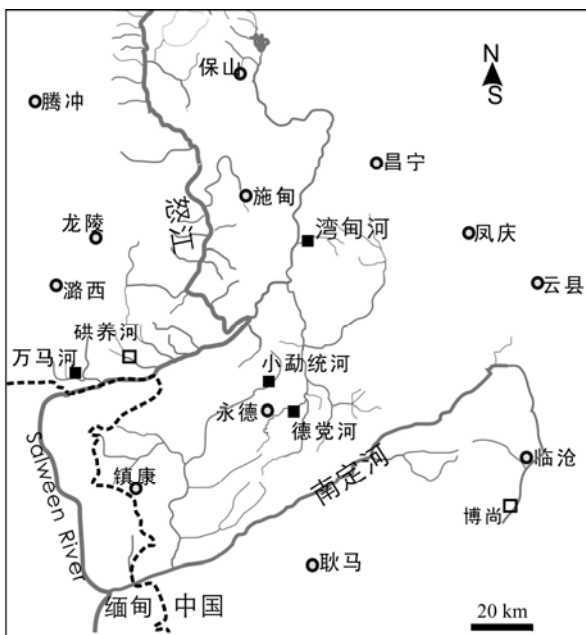 N
S
保山
腾冲
昌宁
施甸
怒江
龙陵
湾甸河
凤庆
潞西
云县
硔养河
万马河
小勐统河
永德
德党河
Salween River
镇康
南定河
临沧
博尚
耿马
缅甸
中国
20 km